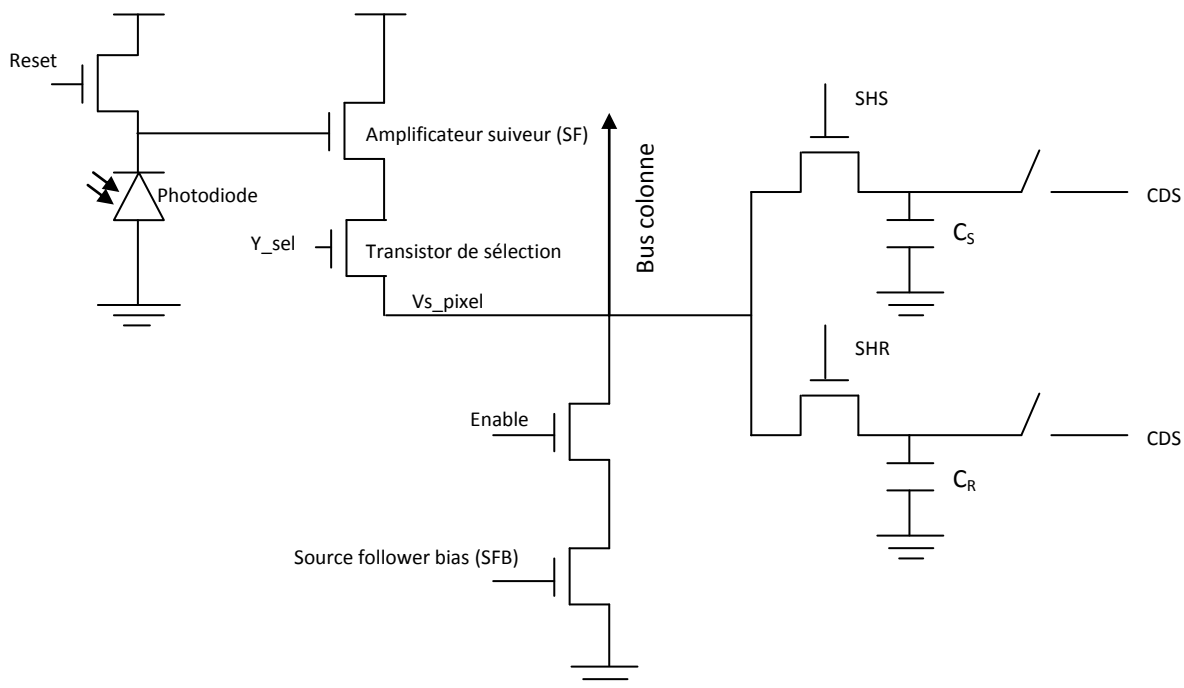 Reset
SHS
Amplificateur suiveur (SF)
Bus colonne
Photodiode
CDS
Y_sel
Transistor de sélection
CS
Vs_pixel
SHR
Enable
CDS
CR
Source follower bias (SFB)